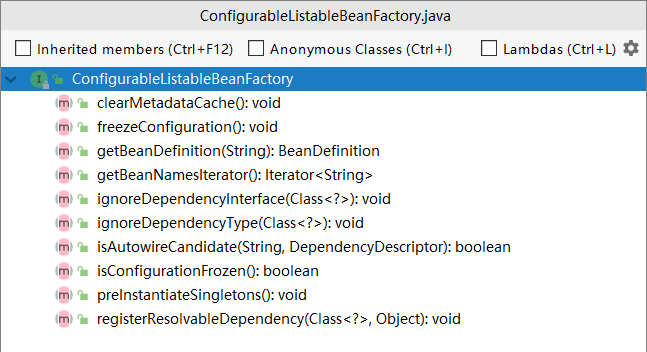 ConfigurableListableBeanFactory.java
Inherited members (Ctrl+F12) Anonymous Classes (Ctrl+I) Lambdas (Ctrl+L)
I ConfigurableListableBeanFactory
m clearMetadataCache(): void
m freezeConfiguration(): void
m getBeanDefinition(String): BeanDefinition
m getBeanNamesIterator(): Iterator<String>
m ignoreDependencyInterface(Class<?>): void
m ignoreDependencyType(Class<?>): void
m isAutowireCandidate(String, DependencyDescriptor): boolean
m isConfigurationFrozen(): boolean
m preInstantiateSingletons(): void
m registerResolvableDependency(Class<?>, Object): void